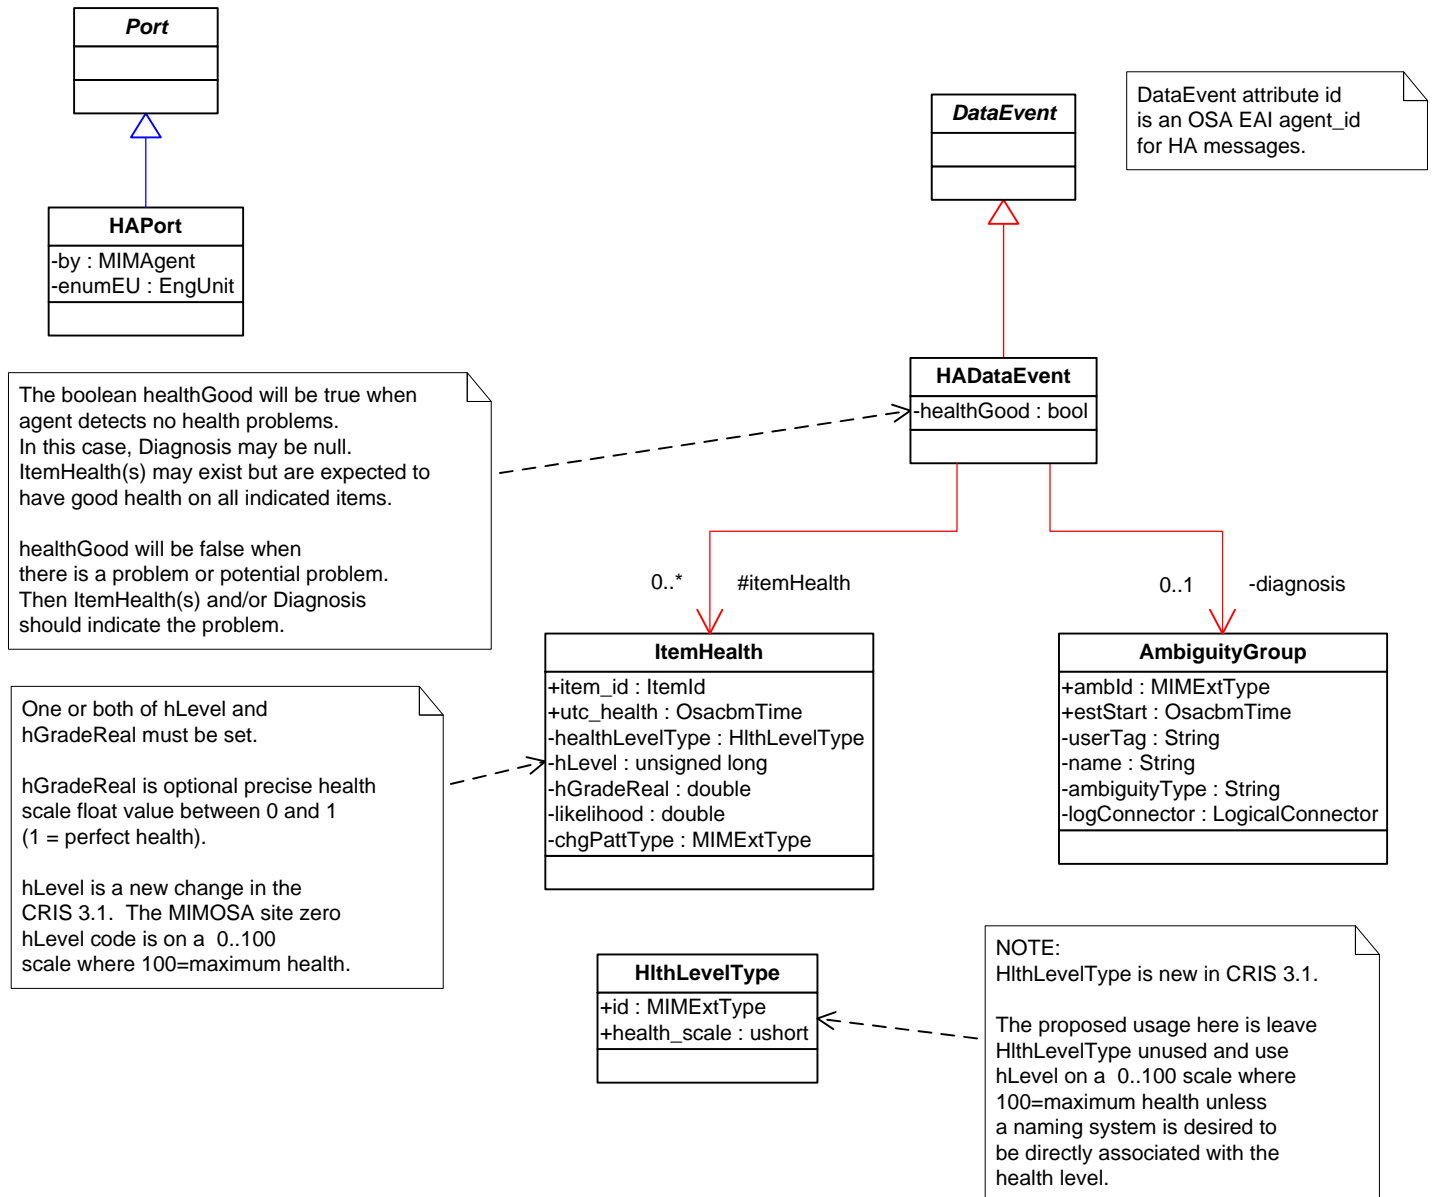 Port
DataEvent
DataEvent attribute id
is an OSA EAI agent_id
for HA messages.
HAPort
-by : MIMAgent
-enumEU : EngUnit
The boolean healthGood will be true when
agent detects no health problems.
In this case, Diagnosis may be null.
ItemHealth(s) may exist but are expected to
have good health on all indicated items.
healthGood will be false when
there is a problem or potential problem.
Then ItemHealth(s) and/or Diagnosis
should indicate the problem.
HADataEvent
-healthGood : bool
0..*
#itemHealth
0..1
-diagnosis
One or both of hLevel and
hGradeReal must be set.
hGradeReal is optional precise health
scale float value between 0 and 1
(1 = perfect health).
hLevel is a new change in the
CRIS 3.1.  The MIMOSA site zero
hLevel code is on a  0..100
scale where 100=maximum health.
ItemHealth
+item_id : ItemId
+utc_health : OsacbmTime
-healthLevelType : HlthLevelType
-hLevel : unsigned long
-hGradeReal : double
-likelihood : double
-chgPattType : MIMExtType
AmbiguityGroup
+ambId : MIMExtType
+estStart : OsacbmTime
-userTag : String
-name : String
-ambiguityType : String
-logConnector : LogicalConnector
HlthLevelType
+id : MIMExtType
+health_scale : ushort
NOTE:
HlthLevelType is new in CRIS 3.1.
The proposed usage here is leave
HlthLevelType unused and use
hLevel on a  0..100 scale where
100=maximum health unless
a naming system is desired to
be directly associated with the
health level.